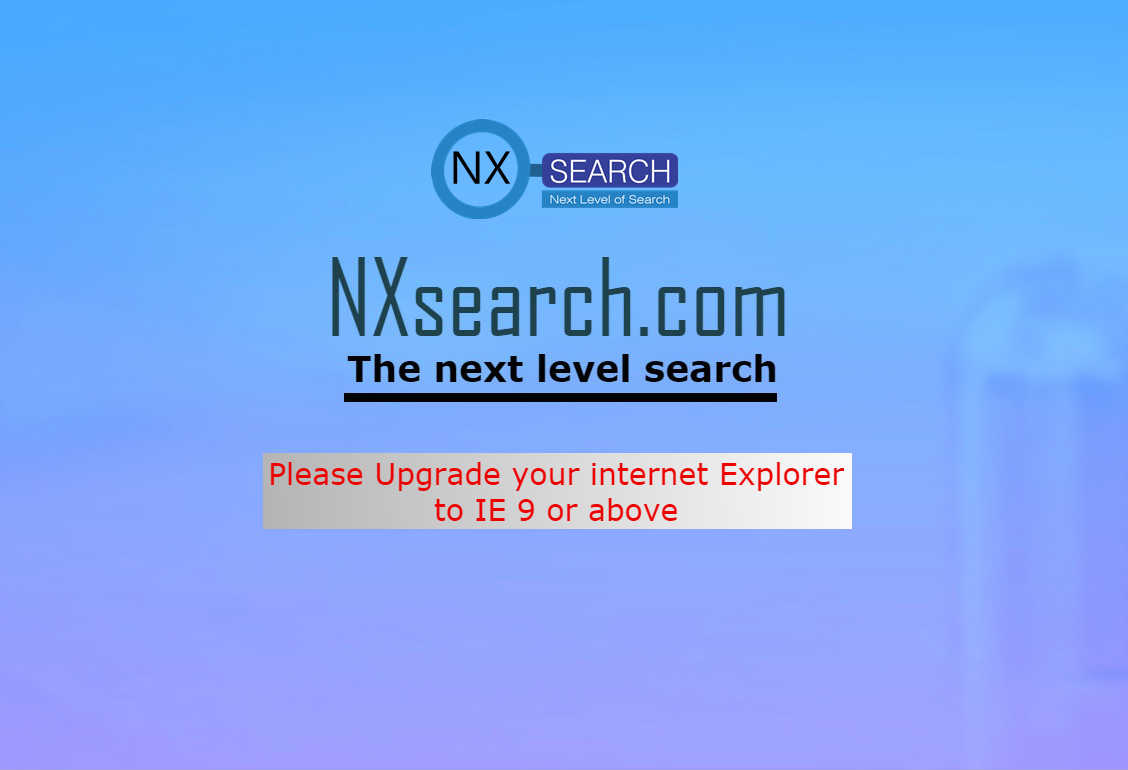 NX
SEARCH
Next Level of Search
NXsearch.com
The next level search
Please Upgrade your internet Explorer
to IE 9 or above